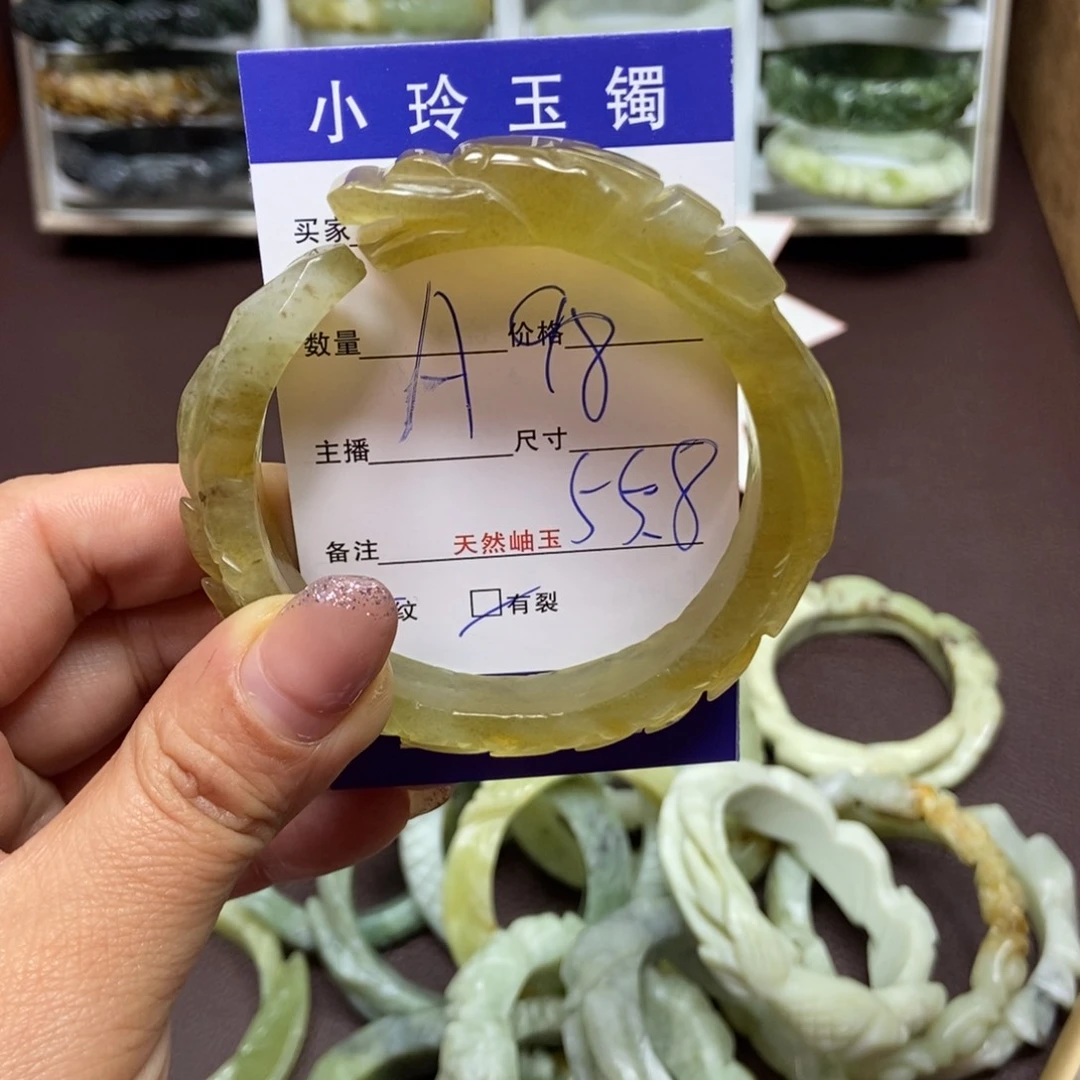 小玲玉镯
买家
数量 A 价格 98
主播 尺寸 55.8
备注 天然岫玉
纹 有裂